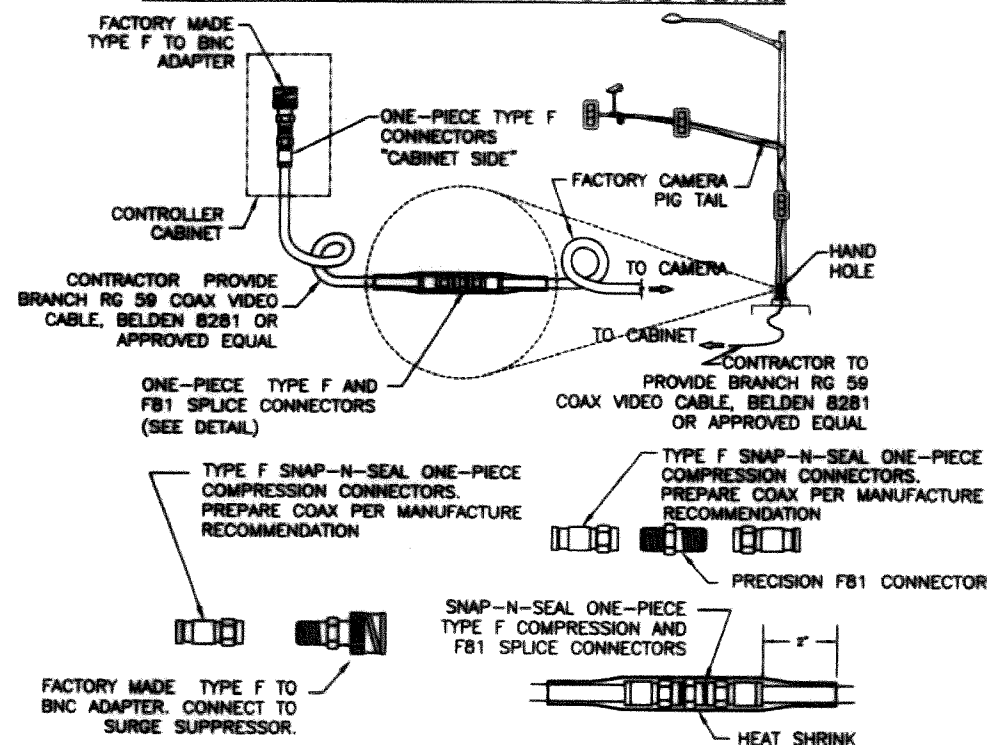 FACTORY MADE
TYPE F TO BNC
ADAPTER
ONE-PIECE TYPE F
CONNECTORS
"CABINET SIDE"
CONTROLLER
CABINET
FACTORY CAMERA
PIG TAIL
HAND
HOLE
TO CAMERA
CONTRACTOR PROVIDE
BRANCH RG 59 COAX VIDEO
CABLE, BELDEN 8281 OR
APPROVED EQUAL
TO CABINET
CONTRACTOR TO
PROVIDE BRANCH RG 59
COAX VIDEO CABLE, BELDEN 8281
OR APPROVED EQUAL
ONE-PIECE TYPE F AND
F81 SPLICE CONNECTORS
(SEE DETAIL)
TYPE F SNAP-N-SEAL ONE-PIECE
COMPRESSION CONNECTORS.
PREPARE COAX PER MANUFACTURE
RECOMMENDATION
TYPE F SNAP-N-SEAL ONE-PIECE
COMPRESSION CONNECTORS.
PREPARE COAX PER MANUFACTURE
RECOMMENDATION
PRECISION F81 CONNECTOR
SNAP-N-SEAL ONE-PIECE
TYPE F COMPRESSION AND
F81 SPLICE CONNECTORS
2"
FACTORY MADE TYPE F TO
BNC ADAPTER. CONNECT TO
SURGE SUPPRESSOR.
HEAT SHRINK